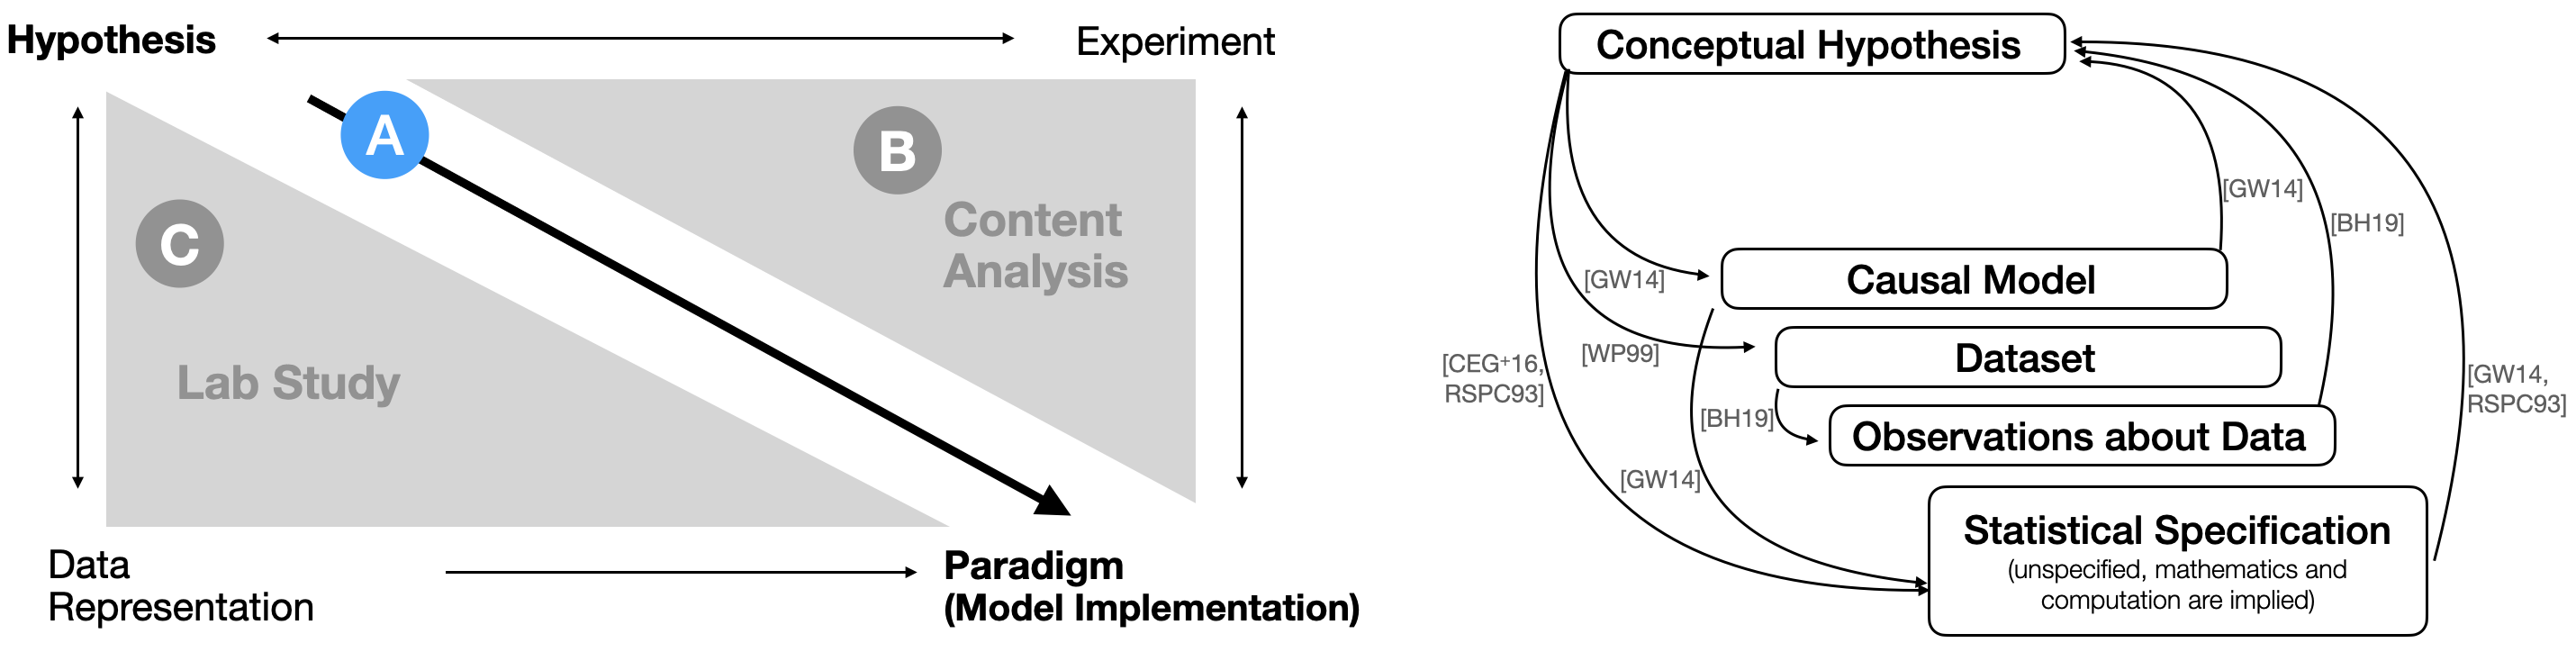 Hypothesis
Experiment
A
B
Content
Analysis
C
Lab Study
Data
Representation
Paradigm
(Model Implementation)
Conceptual Hypothesis
[GW14]
[BH19]
[GW14]
Causal Model
[WP99]
Dataset
[CEG+16,
RSPC93]
[GW14,
RSPC93]
[BH19]
Observations about Data
[GW14]
Statistical Specification
(unspecified, mathematics and
computation are implied)